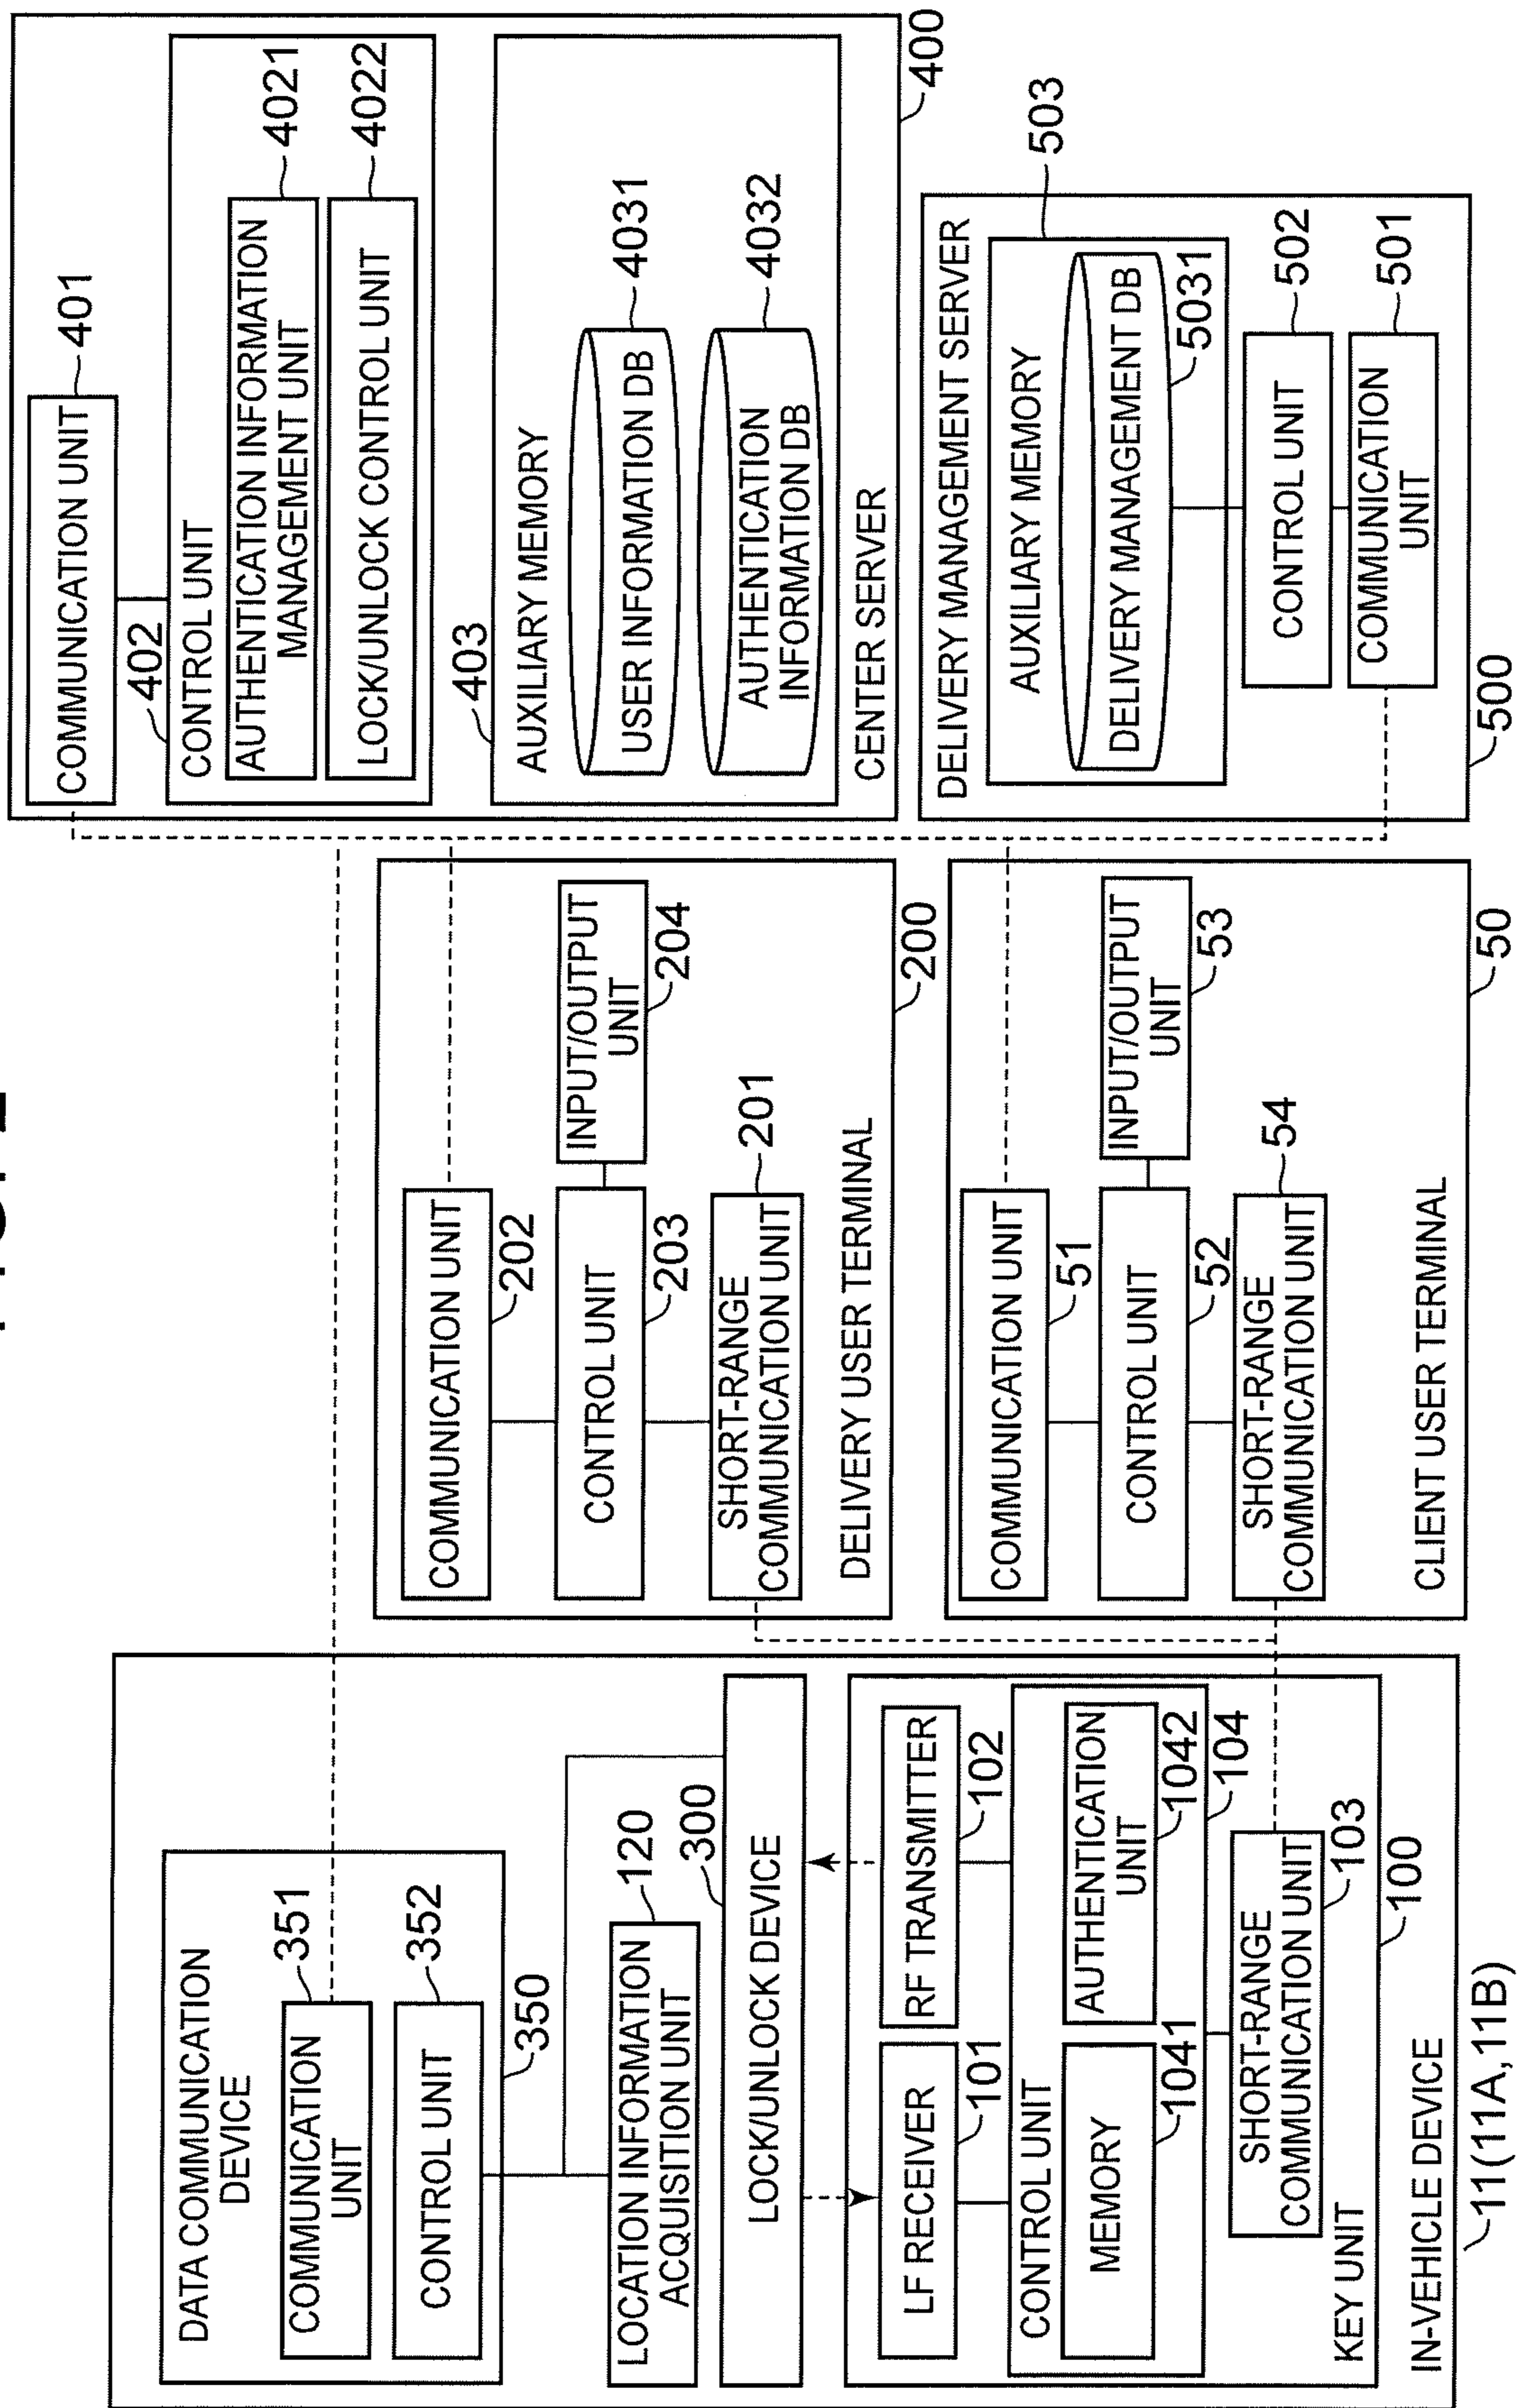 DATA COMMUNICATION
DEVICE
COMMUNICATION
UNIT
351
CONTROL UNIT
352
350
LOCATION INFORMATION
ACQUISITION UNIT
120
300
LOCK/UNLOCK DEVICE
LF RECEIVER
101
RF TRANSMITTER
102
CONTROL UNIT
MEMORY
1041
AUTHENTICATION
UNIT
1042
104
SHORT-RANGE
COMMUNICATION UNIT
103
KEY UNIT
100
IN-VEHICLE DEVICE
11(11A,11B)
COMMUNICATION UNIT
202
CONTROL UNIT
203
INPUT/OUTPUT
UNIT
204
SHORT-RANGE
COMMUNICATION UNIT
201
DELIVERY USER TERMINAL
200
COMMUNICATION UNIT
51
CONTROL UNIT
52
INPUT/OUTPUT
UNIT
53
SHORT-RANGE
COMMUNICATION UNIT
54
CLIENT USER TERMINAL
50
COMMUNICATION UNIT
401
402
CONTROL UNIT
AUTHENTICATION INFORMATION
MANAGEMENT UNIT
4021
LOCK/UNLOCK CONTROL UNIT
4022
403
AUXILIARY MEMORY
USER INFORMATION DB
4031
AUTHENTICATION
INFORMATION DB
4032
CENTER SERVER
400
DELIVERY MANAGEMENT SERVER
503
AUXILIARY MEMORY
DELIVERY MANAGEMENT DB
5031
CONTROL UNIT
502
COMMUNICATION
UNIT
501
500